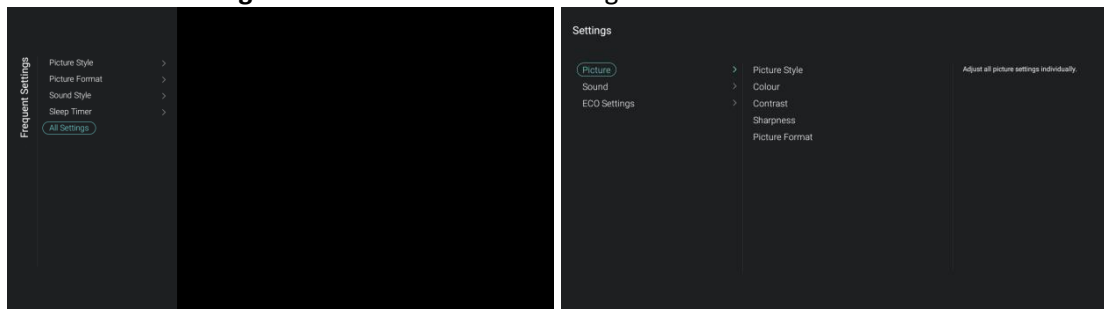 Frequent Settings
Picture Style
Picture Format
Sound Style
Sleep Timer
All Settings
Settings
Picture
Sound
ECO Settings
Picture Style
Colour
Contrast
Sharpness
Picture Format
Adjust all picture settings individually.